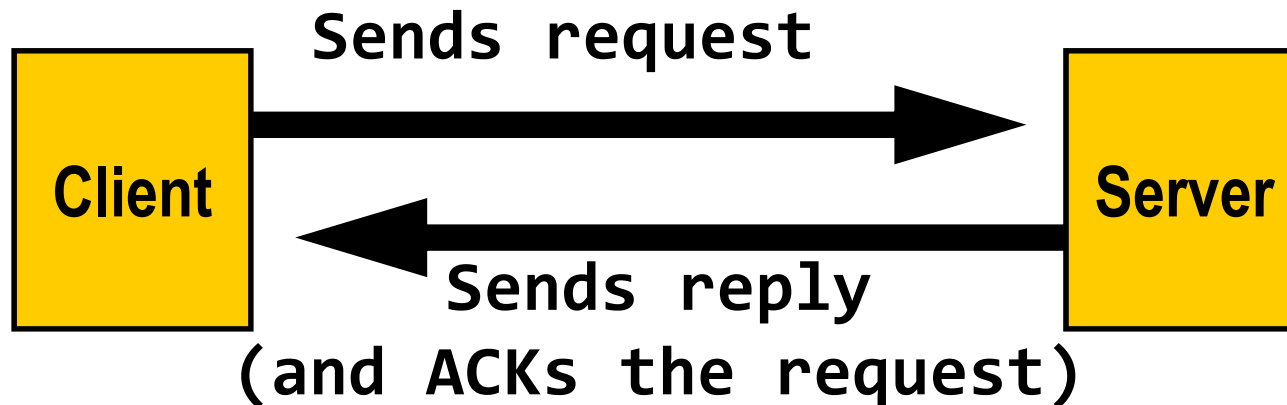 Sends request
Client
Server
Sends reply
(and ACKs the request)